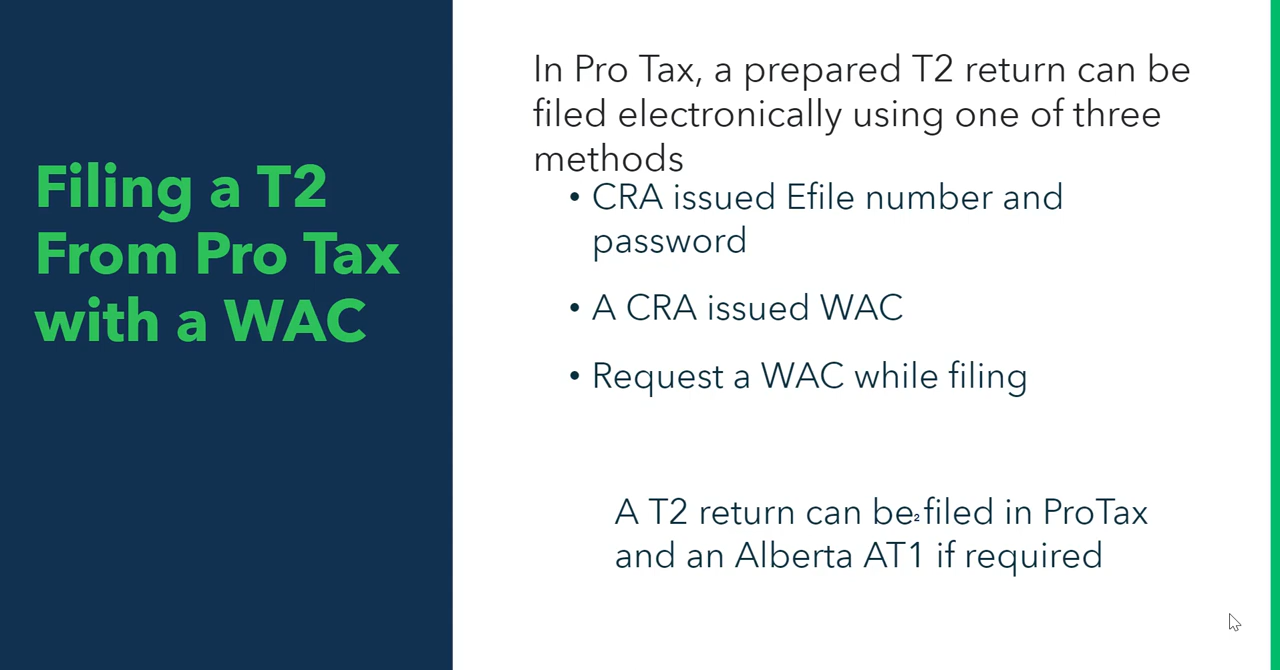 Filing a T2
From Pro Tax
with a WAC
In Pro Tax, a prepared T2 return can be
filed electronically using one of three
methods
• CRA issued Efile number and
password
• A CRA issued WAC
• Request a WAC while filing
A T2 return can be filed in ProTax
2
and an Alberta AT1 if required